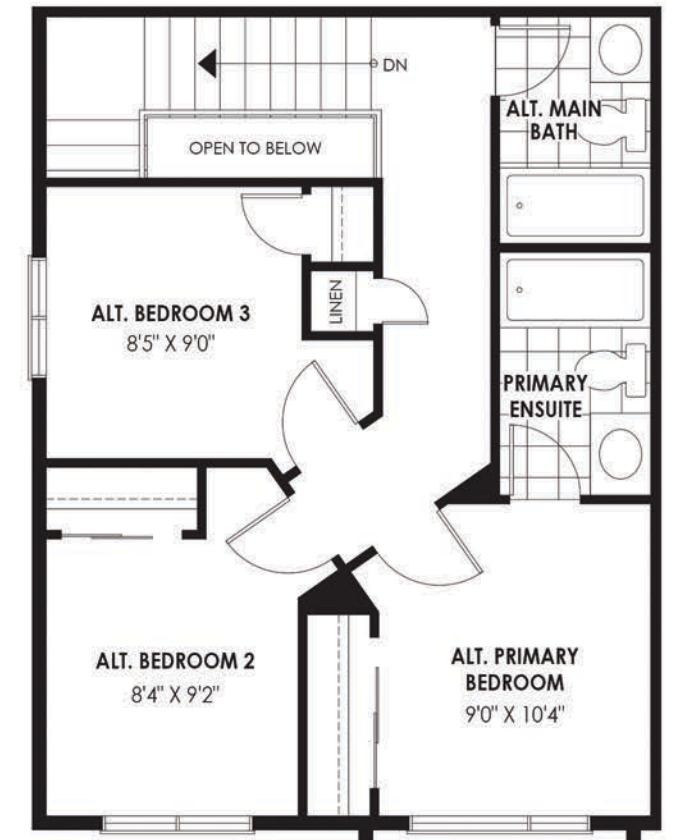 DN
ALT. MAIN
BATH
OPEN TO BELOW
LINEN
ALT. BEDROOM 3
8'5" X 9'0"
PRIMARY
ENSUITE
ALT. BEDROOM 2
8'4" X 9'2"
ALT. PRIMARY
BEDROOM
9'0" X 10'4"